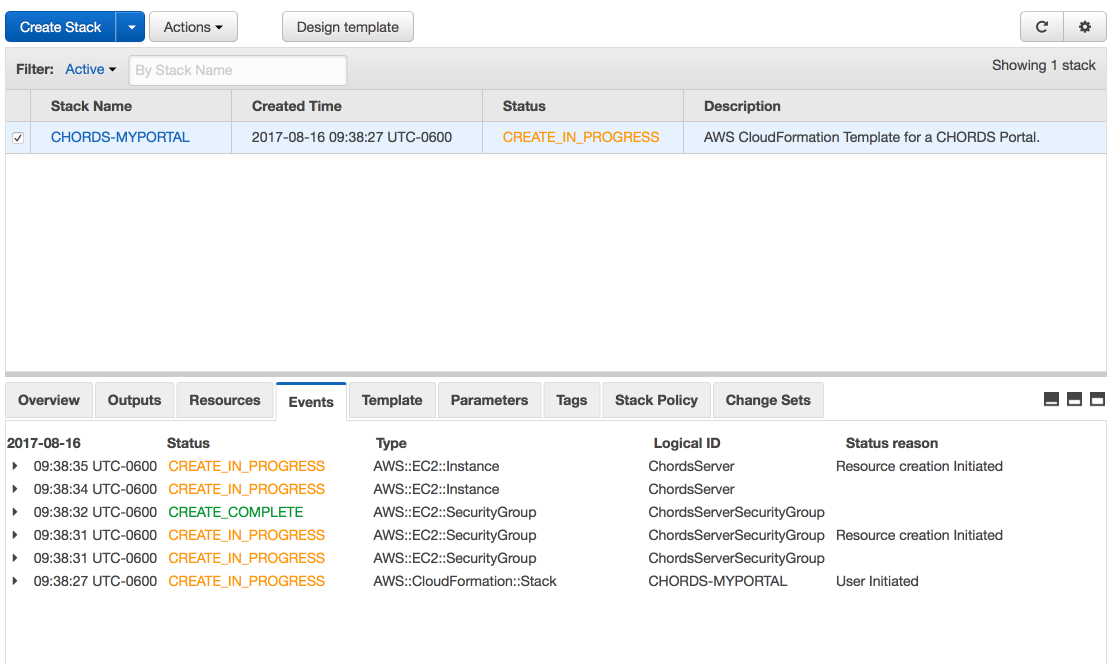 Create Stack Actions Design template
Filter: Active By Stack Name Showing 1 stack
Stack Name Created Time Status Description
CHORDS-MYPORTAL 2017-08-16 09:38:27 UTC-0600 CREATE_IN_PROGRESS AWS CloudFormation Template for a CHORDS Portal.
Overview Outputs Resources Events Template Parameters Tags Stack Policy Change Sets
2017-08-16 Status Type Logical ID Status reason
09:38:35 UTC-0600 CREATE_IN_PROGRESS AWS::EC2::Instance ChordsServer Resource creation Initiated
09:38:34 UTC-0600 CREATE_IN_PROGRESS AWS::EC2::Instance ChordsServer
09:38:32 UTC-0600 CREATE_COMPLETE AWS::EC2::SecurityGroup ChordsServerSecurityGroup
09:38:31 UTC-0600 CREATE_IN_PROGRESS AWS::EC2::SecurityGroup ChordsServerSecurityGroup Resource creation Initiated
09:38:31 UTC-0600 CREATE_IN_PROGRESS AWS::EC2::SecurityGroup ChordsServerSecurityGroup
09:38:27 UTC-0600 CREATE_IN_PROGRESS AWS::CloudFormation::Stack CHORDS-MYPORTAL User Initiated